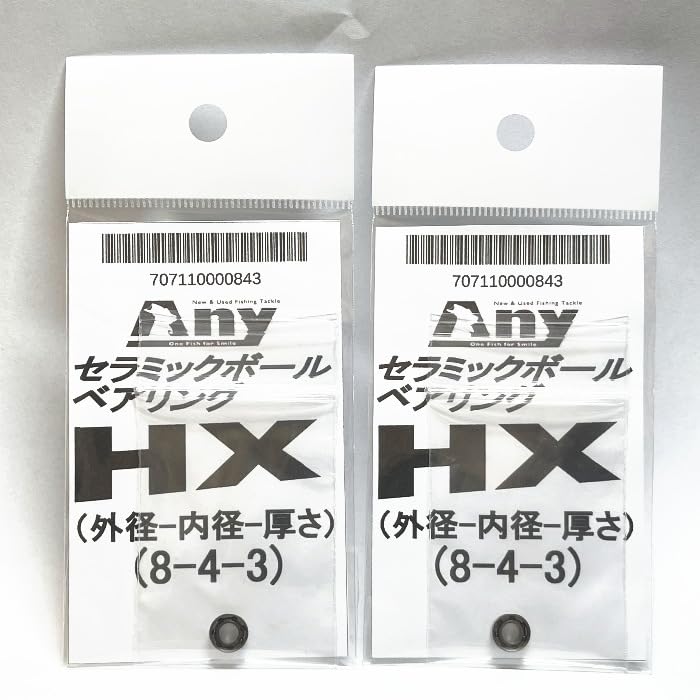 707110000843
New & Used Fishing Tackle
Any
One Fish for Smile
セラミックボール
ベアリング
HX
(外径-内径-厚さ)
(8-4-3)
707110000843
New & Used Fishing Tackle
Any
One Fish for Smile
セラミックボール
ベアリング
HX
(外径-内径-厚さ)
(8-4-3)